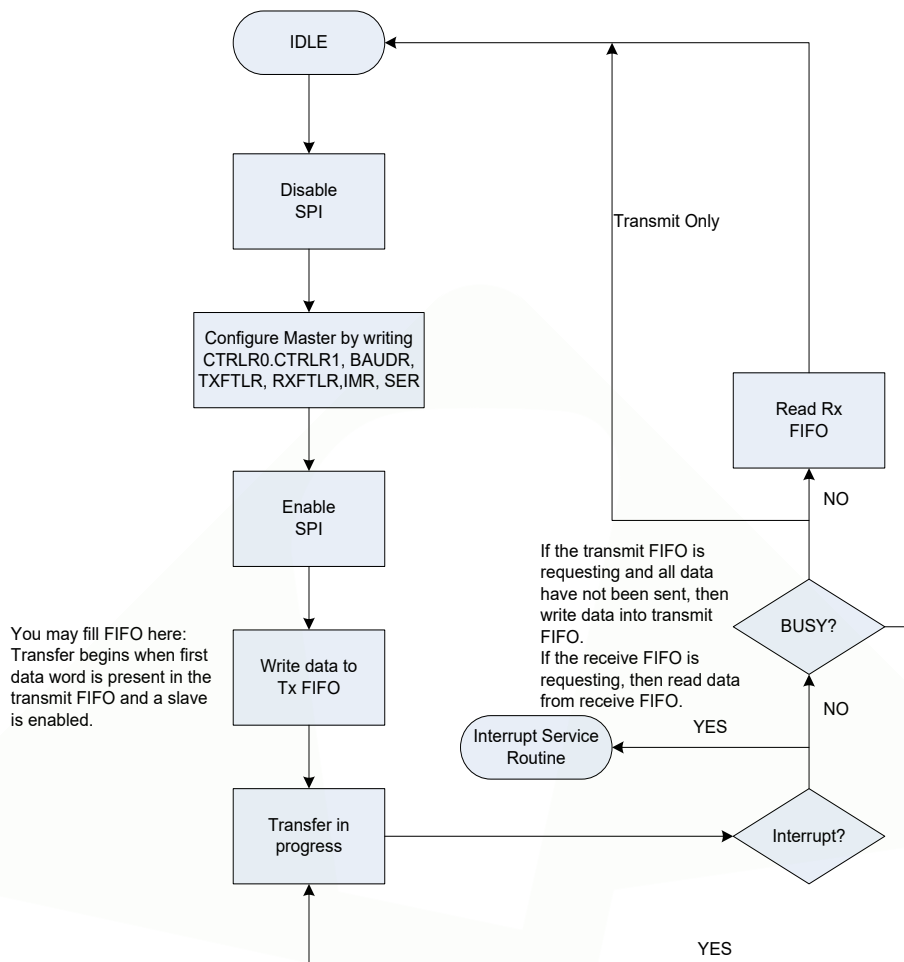 IDLE
Disable
SPI
Transmit Only
Configure Master by writing
CTRLR0.CTRLR1, BAUDR,
TXFTLR, RXFTLR,IMR, SER
Read Rx
FIFO
Enable
SPI
NO
If the transmit FIFO is
requesting and all data
have not been sent, then
write data into transmit
FIFO.
If the receive FIFO is
requesting, then read data
from receive FIFO.
BUSY?
You may fill FIFO here:
Transfer begins when first
data word is present in the
transmit FIFO and a slave
is enabled.
Write data to
Tx FIFO
NO
YES
Interrupt Service
Routine
Transfer in
progress
Interrupt?
YES